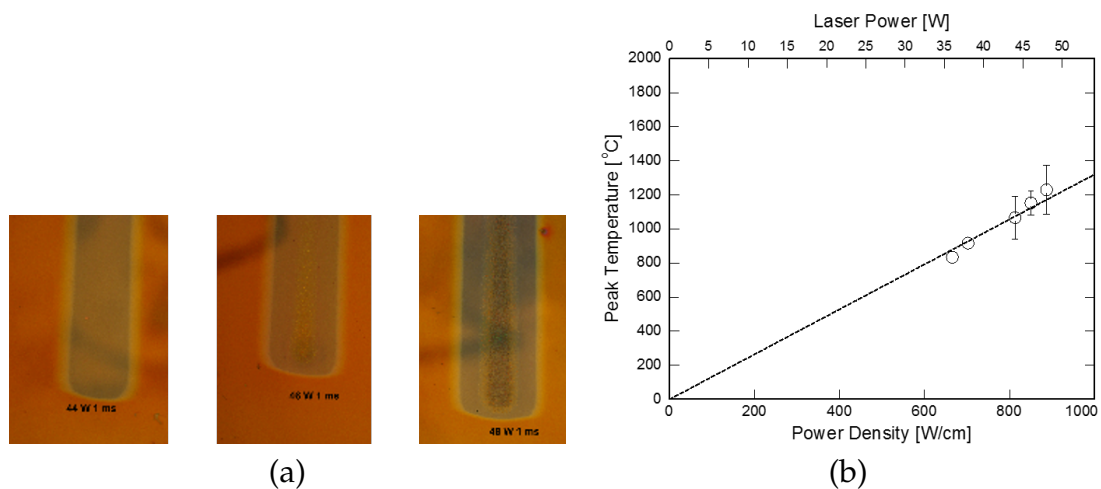 44 W 1 ms
46 W 1 ms
48 W 1 ms
(a)
(b)
Laser Power [W]
0 5 10 15 20 25 30 35 40 45 50
2000
1800
1600
1400
1200
1000
800
600
400
200
0
Peak Temperature [°C]
0 200 400 600 800 1000
Power Density [W/cm]